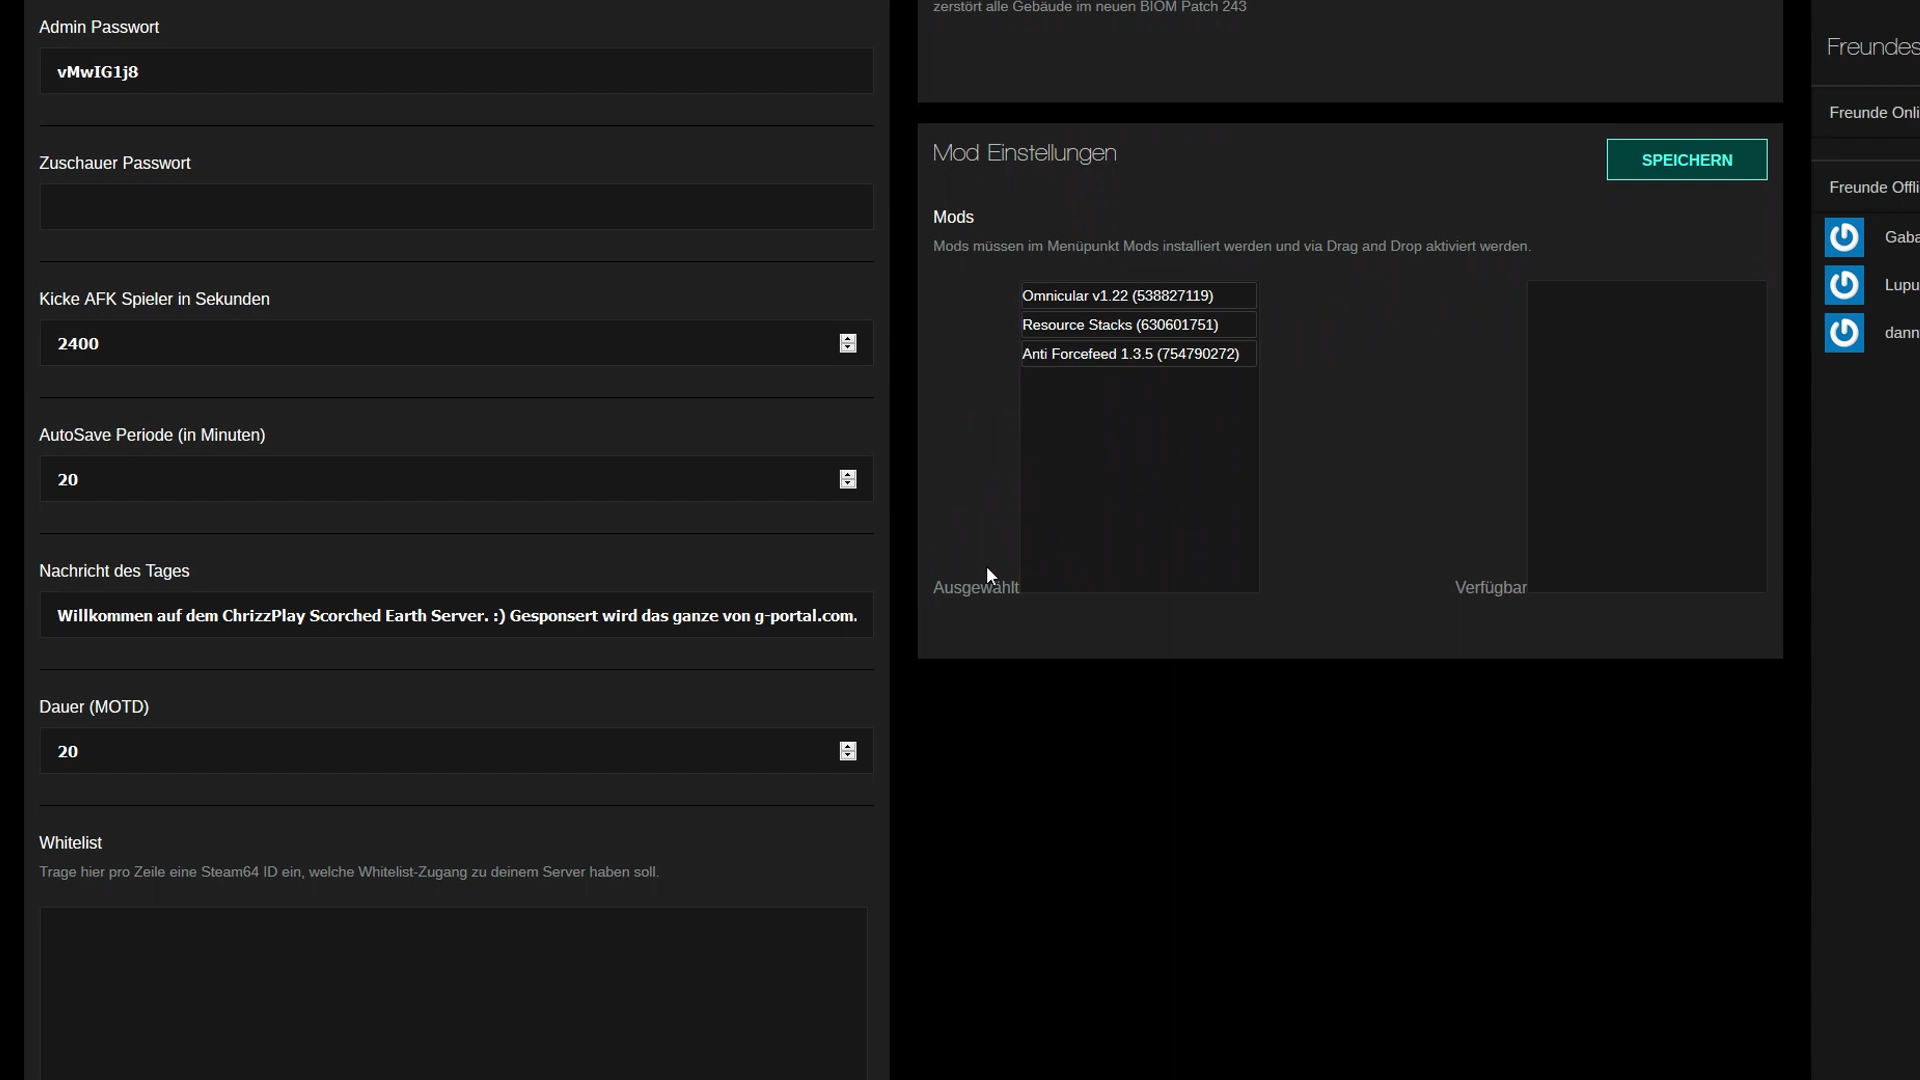 Admin Passwort
vMwIG1j8
Zuschauer Passwort
Kicke AFK Spieler in Sekunden
2400
AutoSave Periode (in Minuten)
20
Nachricht des Tages
Willkommen auf dem ChrizzPlay Scorched Earth Server. :) Gesponsert wird das ganze von g-portal.com.
Dauer (MOTD)
20
Whitelist
Trage hier pro Zeile eine Steam64 ID ein, welche Whitelist-Zugang zu deinem Server haben soll.
zerstört alle Gebäude im neuen BIOM Patch 243
Mod Einstellungen
SPEICHERN
Mods
Mods müssen im Menüpunkt Mods installiert werden und via Drag and Drop aktiviert werden.
Omnicular v1.22 (538827119)
Resource Stacks (630601751)
Anti Forcefeed 1.3.5 (754790272)
Ausgewählt
Verfügbar
Freundes
Freunde Onli
Freunde Offli
Gaba
Lupu
dann